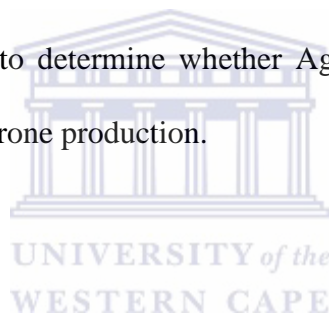 to determine whether Ag
rone production.
UNIVERSITY of the
WESTERN CAPE